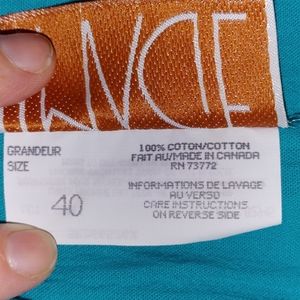 GRANDEUR
SIZE
40
100% COTON/COTTON
FAIT AU/MADE IN CANADA
RN 73772
INFORMATIONS DE LAVAGE
AU VERSO
CARE INSTRUCTIONS
ON REVERSE SIDE